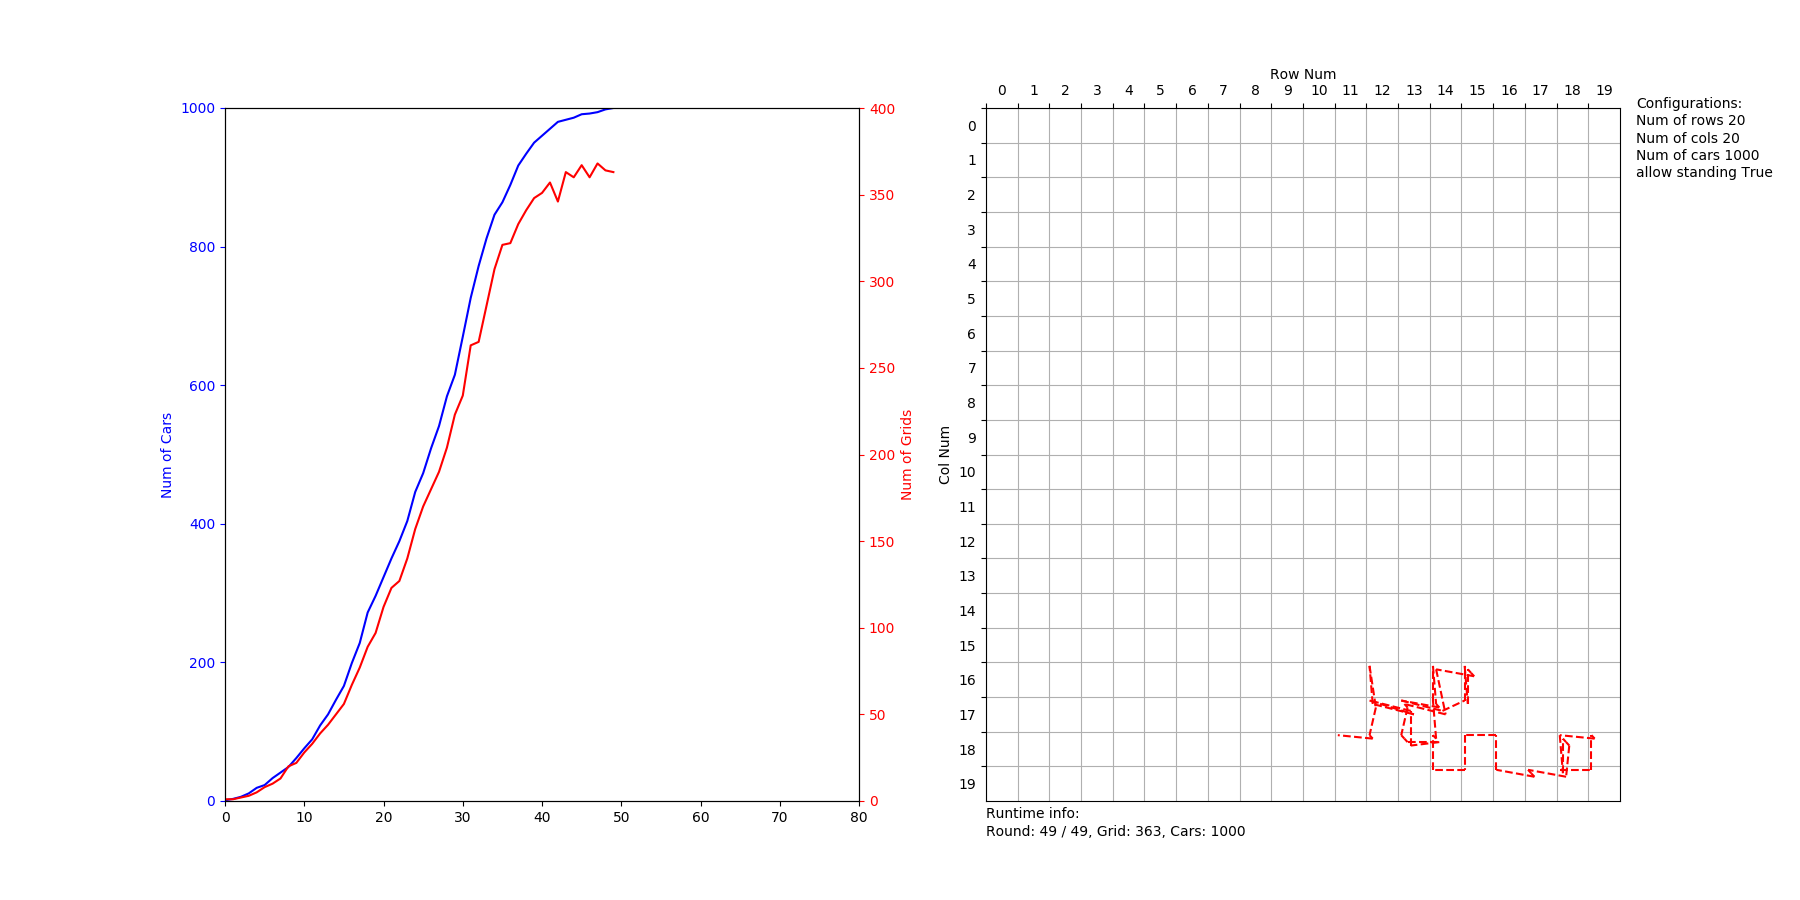 Row Num
0 1 2 3 4 5 6 7 8 9 10 11 12 13 14 15 16 17 18 19
Configurations:
Num of rows 20
Num of cols 20
Num of cars 1000
allow standing True
1000
800
600
400
200
0
Num of Cars
0 10 20 30 40 50 60 70 80
400
350
300
250
200
150
100
50
0
Num of Grids
Col Num
0
1
2
3
4
5
6
7
8
9
10
11
12
13
14
15
16
17
18
19
Runtime info:
Round: 49 / 49, Grid: 363, Cars: 1000